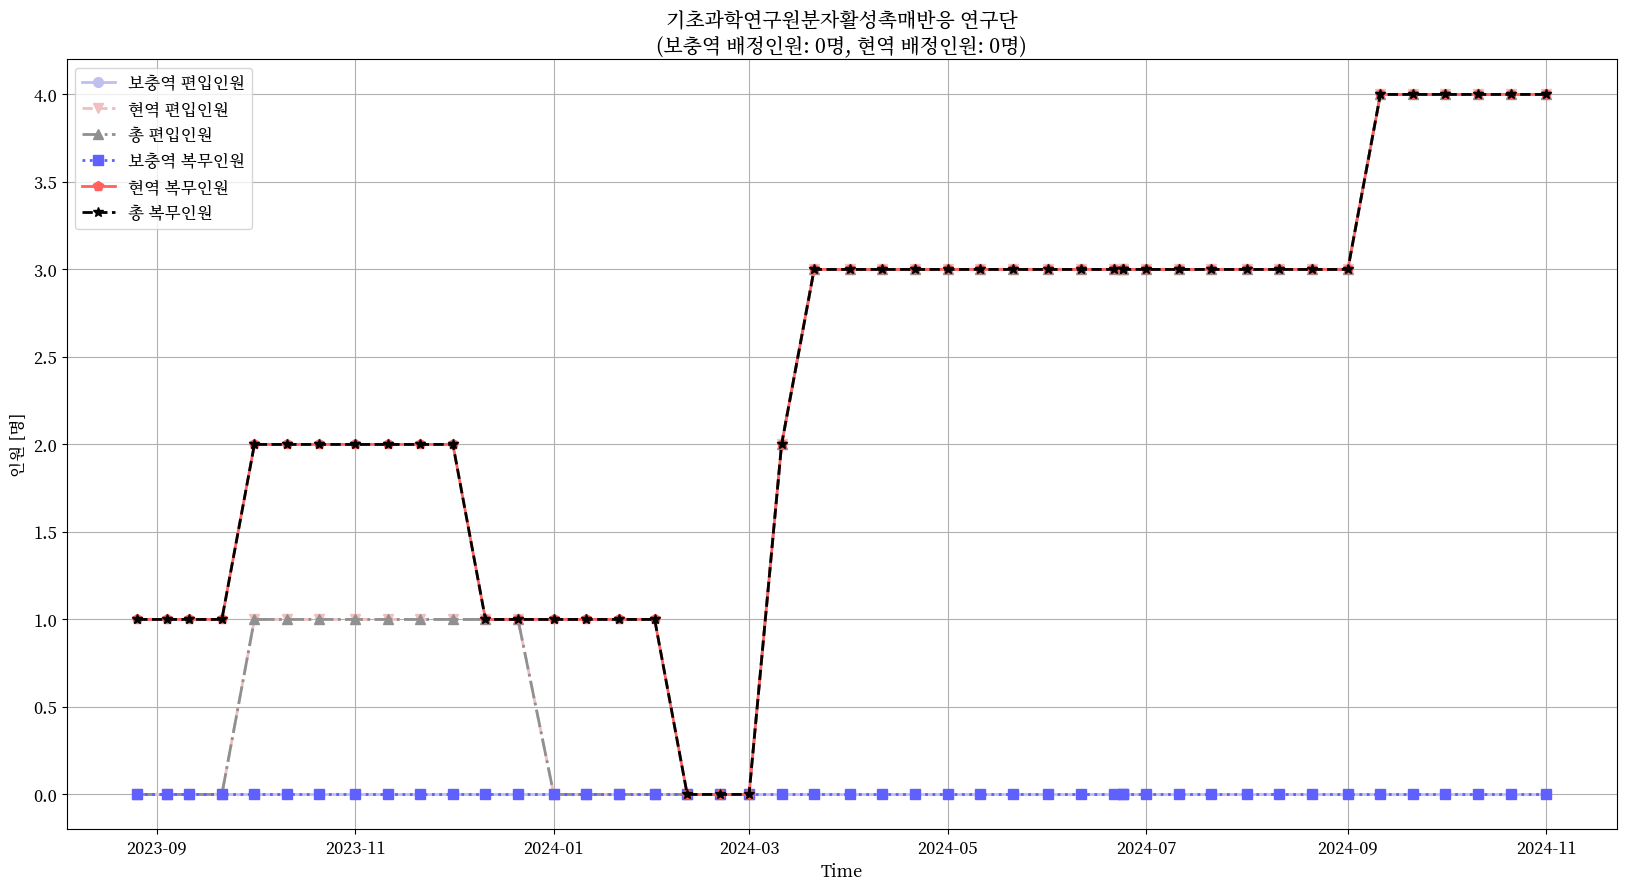 기초과학연구원분자활성촉매반응 연구단
(보충역 배정인원: 0명, 현역 배정인원: 0명)
보충역 편입인원
현역 편입인원
총 편입인원
보충역 복무인원
현역 복무인원
총 복무인원
인원 [명]
4.0
3.5
3.0
2.5
2.0
1.5
1.0
0.5
0.0
2023-09
2023-11
2024-01
2024-03
2024-05
2024-07
2024-09
2024-11
Time